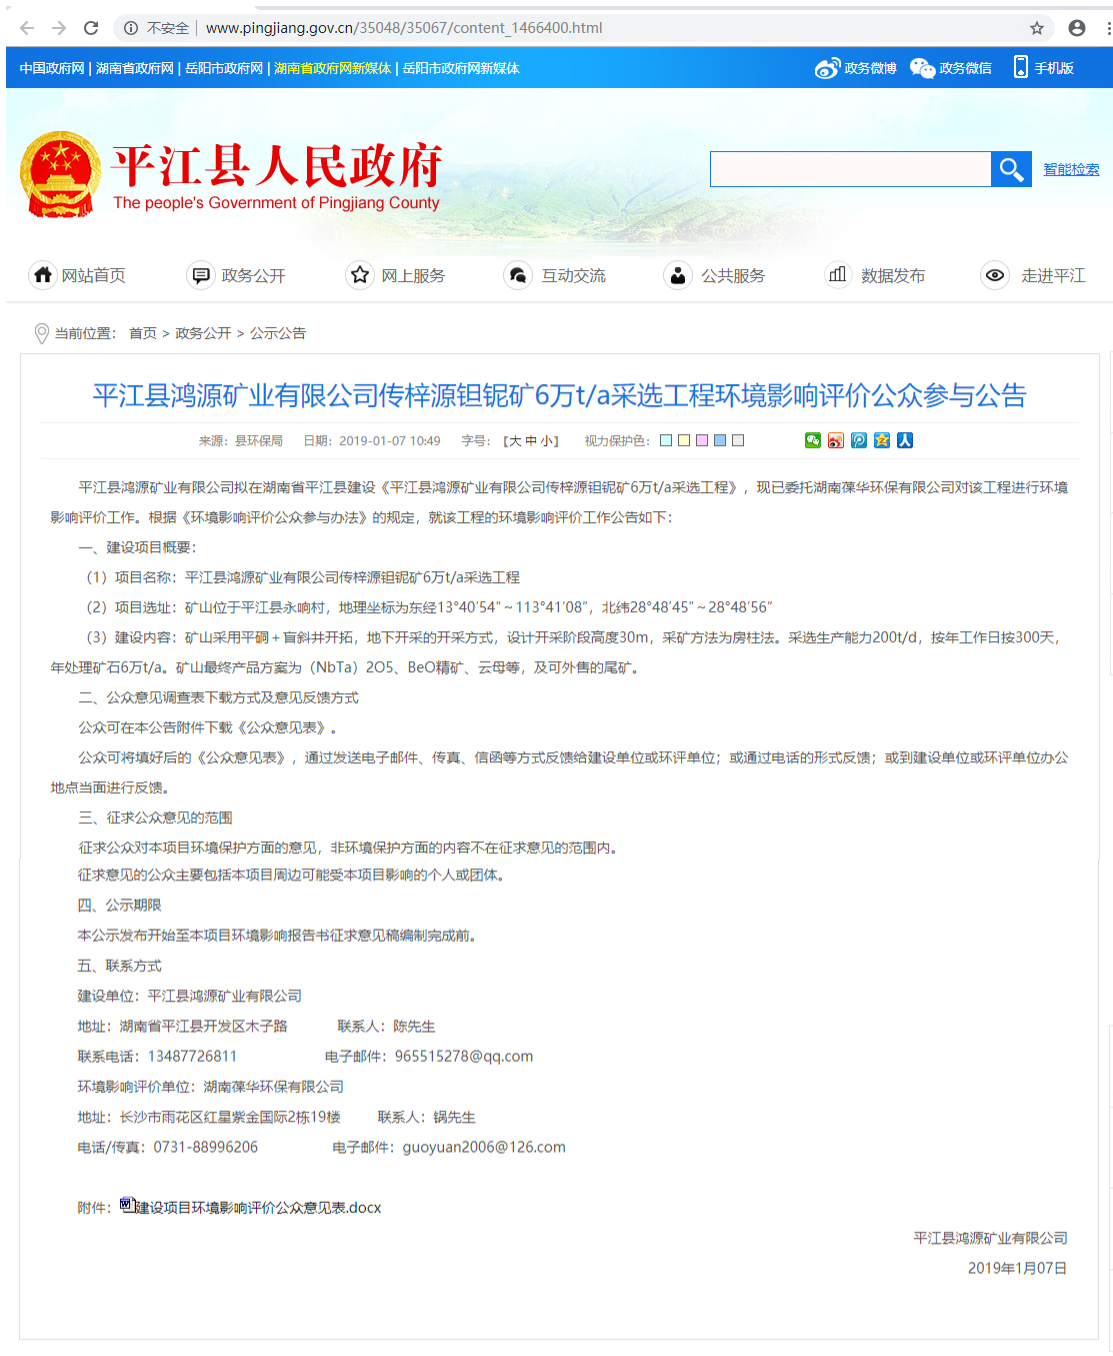 不安全 | www.pingjiang.gov.cn/35048/35067/content_1466400.html
中国政府网 | 湖南省政府网 | 岳阳市政府网 | 湖南省政府网新媒体 | 岳阳市政府网新媒体 政务微博 政务微信 手机版
平江县人民政府
The people's Government of Pingjiang County
智能检索
网站首页 政务公开 网上服务 互动交流 公共服务 数据发布 走进平江
当前位置： 首页 > 政务公开 > 公示公告
平江县鸿源矿业有限公司传梓源钽铌矿6万t/a采选工程环境影响评价公众参与公告
来源：县环保局 日期：2019-01-07 10:49 字号：【大 中 小】 视力保护色：
平江县鸿源矿业有限公司拟在湖南省平江县建设《平江县鸿源矿业有限公司传梓源钽铌矿6万t/a采选工程》，现已委托湖南葆华环保有限公司对该工程进行环境
影响评价工作。根据《环境影响评价公众参与办法》的规定，就该工程的环境影响评价工作公告如下：
一、建设项目概要：
（1）项目名称：平江县鸿源矿业有限公司传梓源钽铌矿6万t/a采选工程
（2）项目选址：矿山位于平江县永响村，地理坐标为东经13°40′54″～113°41′08″，北纬28°48′45″～28°48′56″
（3）建设内容：矿山采用平硐＋盲斜井开拓，地下开采的开采方式，设计开采阶段高度30m，采矿方法为房柱法。采选生产能力200t/d，按年工作日按300天，
年处理矿石6万t/a。矿山最终产品方案为（NbTa）2O5、BeO精矿、云母等，及可外售的尾矿。
二、公众意见调查表下载方式及意见反馈方式
公众可在本公告附件下载《公众意见表》。
公众可将填好后的《公众意见表》，通过发送电子邮件、传真、信函等方式反馈给建设单位或环评单位；或通过电话的形式反馈；或到建设单位或环评单位办公
地点当面进行反馈。
三、征求公众意见的范围
征求公众对本项目环境保护方面的意见，非环境保护方面的内容不在征求意见的范围内。
征求意见的公众主要包括本项目周边可能受本项目影响的个人或团体。
四、公示期限
本公示发布开始至本项目环境影响报告书征求意见稿编制完成前。
五、联系方式
建设单位：平江县鸿源矿业有限公司
地址：湖南省平江县开发区木子路 联系人：陈先生
联系电话：13487726811 电子邮件：965515278@qq.com
环境影响评价单位：湖南葆华环保有限公司
地址：长沙市雨花区红星紫金国际2栋19楼 联系人：锅先生
电话/传真：0731-88996206 电子邮件：guoyuan2006@126.com
附件： 建设项目环境影响评价公众意见表.docx
平江县鸿源矿业有限公司
2019年1月07日